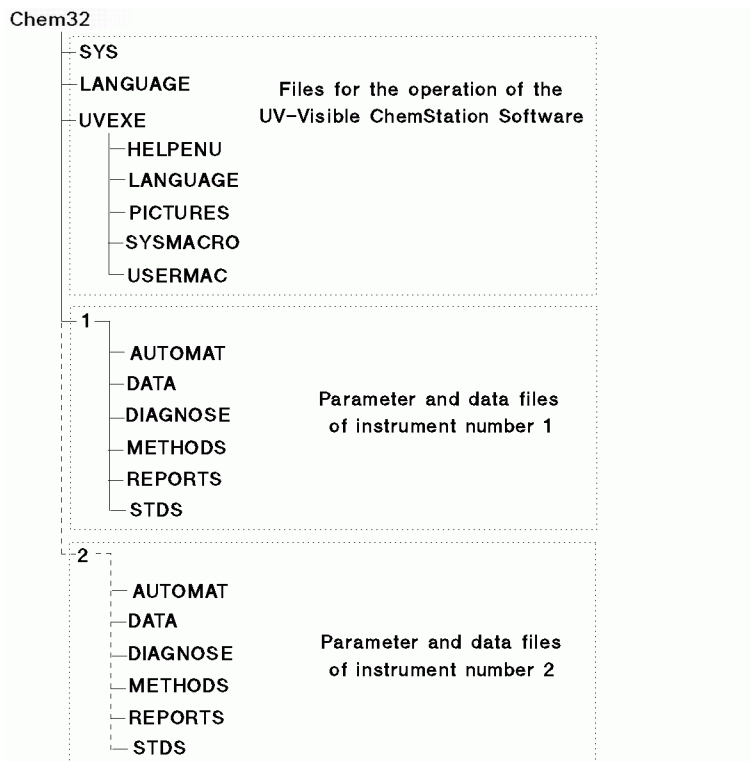 Chem32
SYS
LANGUAGE
UVEXE
HELPENU
LANGUAGE
PICTURES
SYSMACRO
USERMAC
Files for the operation of the
UV-Visible ChemStation Software
1
AUTOMAT
DATA
DIAGNOSE
METHODS
REPORTS
STDS
Parameter and data files
of instrument number 1
2
AUTOMAT
DATA
DIAGNOSE
METHODS
REPORTS
STDS
Parameter and data files
of instrument number 2